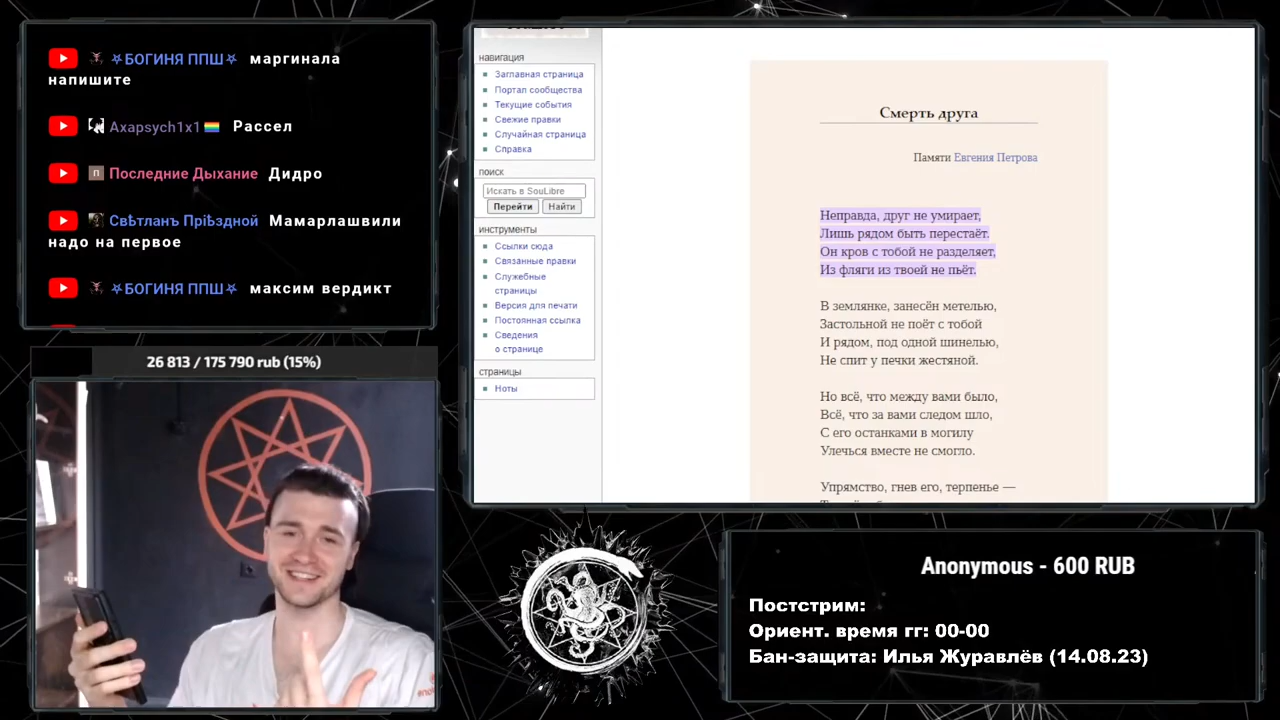 ✶БОГИНЯ ППШ✶ маргинала
напишите
Axapsych1x1 Рассел
П Последние Дыхание Дидро
Свѣтланъ Прiѣздной Мамарлашвили
надо на первое
✶БОГИНЯ ППШ✶ максим вердикт
26 813 / 175 790 rub (15%)
навигация
Заглавная страница
Портал сообщества
Текущие события
Свежие правки
Случайная страница
Справка
поиск
Искать в SouLibre
Перейти Найти
инструменты
Ссылки сюда
Связанные правки
Служебные
страницы
Версия для печати
Постоянная ссылка
Сведения
о странице
страницы
Ноты
Смерть друга
Памяти Евгения Петрова
Неправда, друг не умирает,
Лишь рядом быть перестаёт.
Он кров с тобой не разделяет,
Из фляги из твоей не пьёт.
В землянке, занесён метелью,
Застольной не поёт с тобой
И рядом, под одной шинелью,
Не спит у печки жестяной.
Но всё, что между вами было,
Всё, что за вами следом шло,
С его останками в могилу
Улечься вместе не смогло.
Упрямство, гнев его, терпенье —
Anonymous - 600 RUB
Постстрим:
Ориент. время гг: 00-00
Бан-защита: Илья Журавлёв (14.08.23)